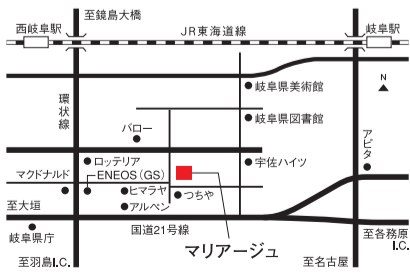 至鏡島大橋
西岐阜駅
JR東海道線
岐阜駅
N
岐阜県美術館
環状線
岐阜県図書館
バロー
アピタ
ロッテリア
宇佐ハイツ
ENEOS(GS)
マクドナルド
ヒマラヤ
つちや
至大垣
アルペン
国道21号線
岐阜県庁
至各務原I.C.
マリアージュ
至羽島I.C.
至名古屋